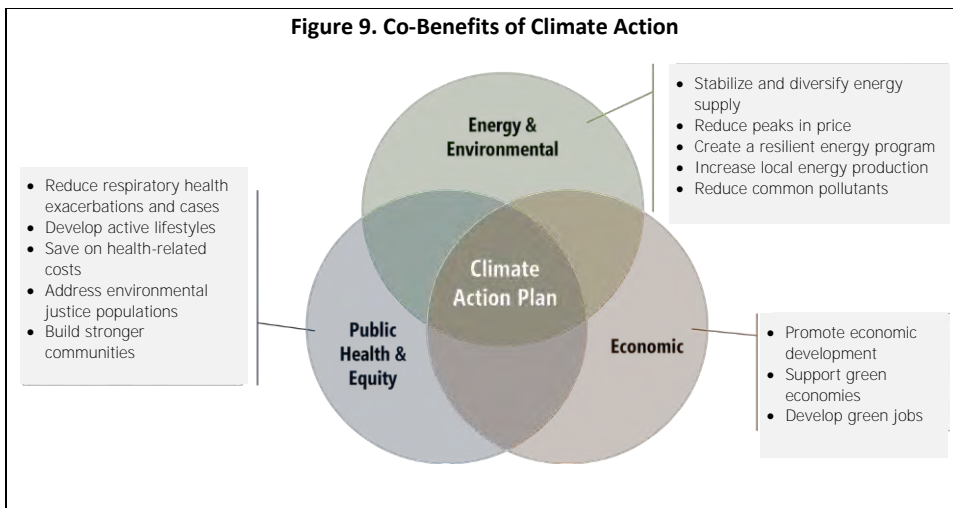 Figure 9. Co-Benefits of Climate Action
• Stabilize and diversify energy
supply
• Reduce peaks in price
• Create a resilient energy program
• Increase local energy production
• Reduce common pollutants
Energy &
Environmental
• Reduce respiratory health
exacerbations and cases
• Develop active lifestyles
• Save on health-related
costs
• Address environmental
justice populations
• Build stronger
communities
Climate
Action Plan
Public
Health &
Equity
Economic
• Promote economic
development
• Support green
economies
• Develop green jobs